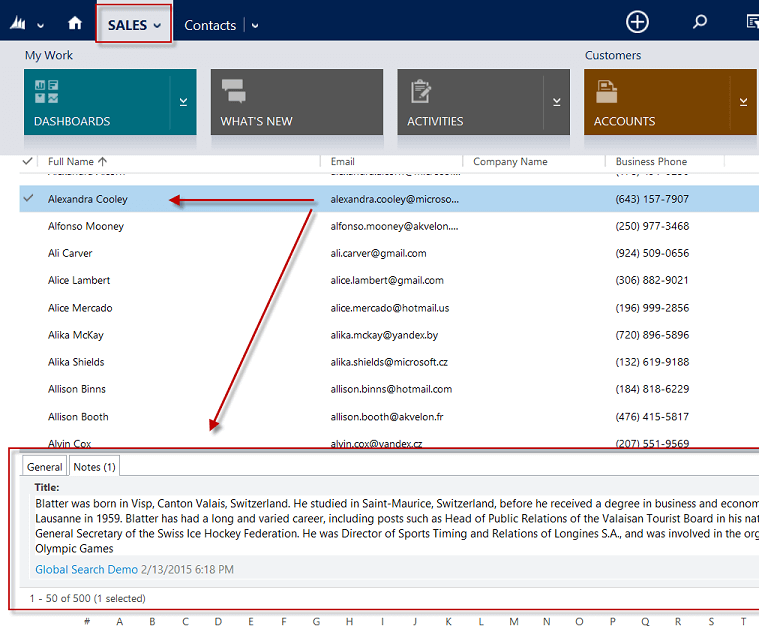 SALES Contacts
My Work Customers
DASHBOARDS WHAT'S NEW ACTIVITIES ACCOUNTS
Full Name Email Company Name Business Phone
Alexandra Cooley alexandra.cooley@microso... (643) 157-7907
Alfonso Mooney alfonso.mooney@akvelon.... (250) 977-3468
Ali Carver ali.carver@gmail.com (924) 509-0656
Alice Lambert alice.lambert@gmail.com (306) 882-9021
Alice Mercado alice.mercado@hotmail.us (196) 999-2856
Alika McKay alika.mckay@yandex.by (720) 896-5896
Alika Shields alika.shields@microsoft.cz (132) 619-9188
Allison Binns allison.binns@hotmail.com (184) 818-6229
Allison Booth allison.booth@akvelon.fr (476) 415-5817
Alvin Cox alvin.cox@yandex.cz (207) 551-9569
General Notes (1)
Title:
Blatter was born in Visp, Canton Valais, Switzerland. He studied in Saint-Maurice, Switzerland, before he received a degree in business and econom
Lausanne in 1959. Blatter has had a long and varied career, including posts such as Head of Public Relations of the Valaisan Tourist Board in his nat
General Secretary of the Swiss Ice Hockey Federation. He was Director of Sports Timing and Relations of Longines S.A., and was involved in the org
Olympic Games
Global Search Demo 2/13/2015 6:18 PM
1 - 50 of 500 (1 selected)
# A B C D E F G H I J K L M N O P Q R S T